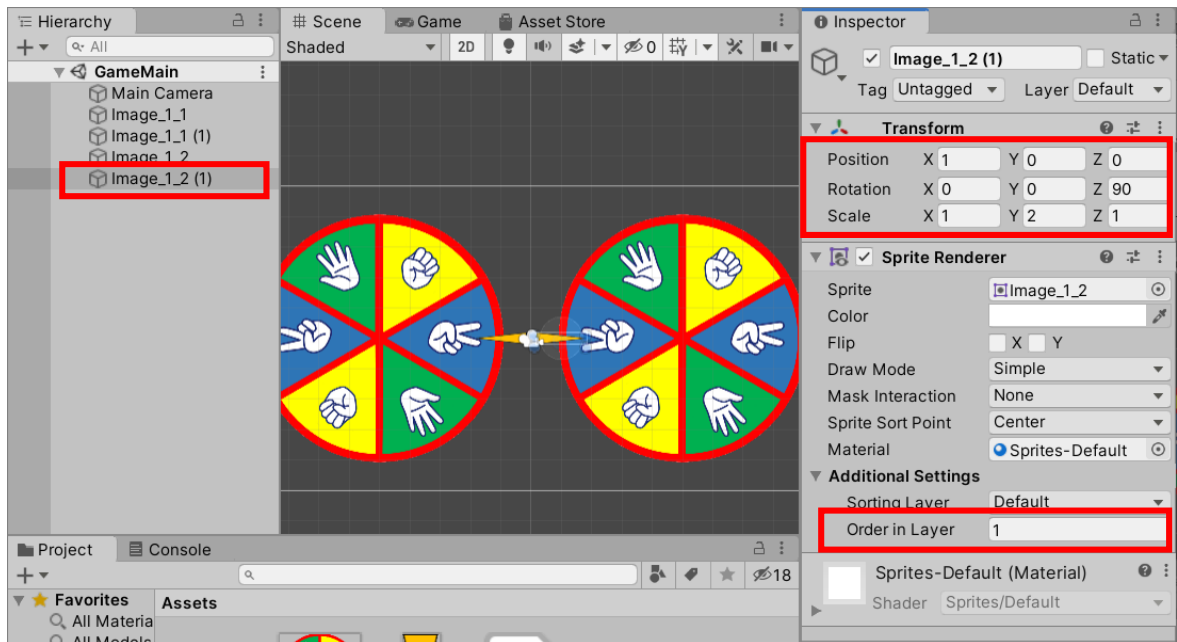 Hierarchy
All
GameMain
Main Camera
Image_1_1
Image_1_1 (1)
Image_1_2
Image_1_2 (1)
Scene
Game
Asset Store
Shaded
2D
0
Inspector
Image_1_2 (1)
Static
Tag Untagged Layer Default
Transform
Position X 1 Y 0 Z 0
Rotation X 0 Y 0 Z 90
Scale X 1 Y 2 Z 1
Sprite Renderer
Sprite Image_1_2
Color
Flip X Y
Draw Mode Simple
Mask Interaction None
Sprite Sort Point Center
Material Sprites-Default
Additional Settings
Sorting Layer Default
Order in Layer 1
Sprites-Default (Material)
Shader Sprites/Default
Project
Console
18
Favorites
All Materia
All Models
Assets